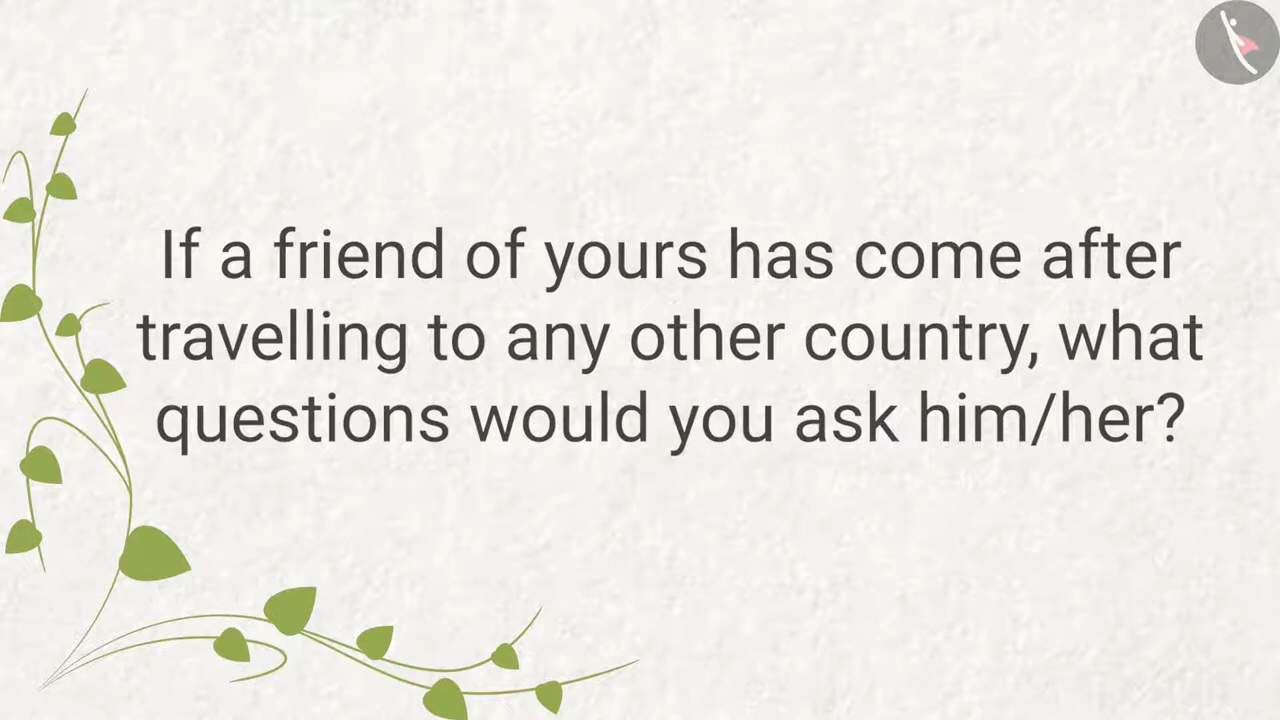 If a friend of yours has come after
travelling to any other country, what
questions would you ask him/her?